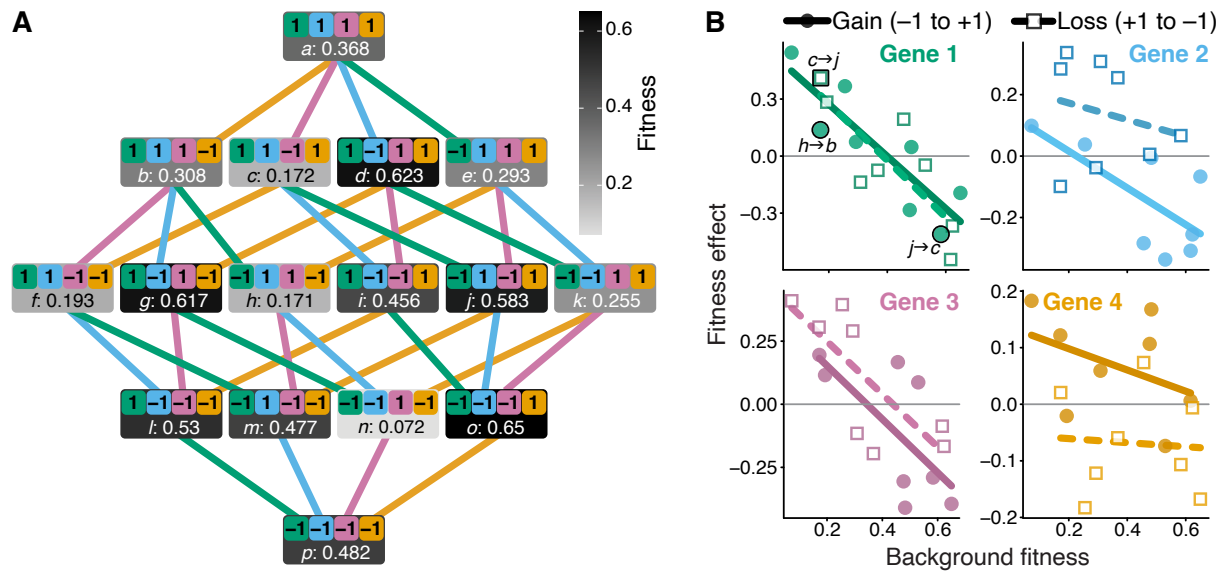 A
1 1 1 1
a: 0.368
0.6
0.4
0.2
Fitness
1 1 1 −1
b: 0.308
1 1 −1 1
c: 0.172
1 −1 1 1
d: 0.623
−1 1 1 1
e: 0.293
1 1 −1 −1
f: 0.193
1 −1 1 −1
g: 0.617
−1 1 1 −1
h: 0.171
1 −1 −1 1
i: 0.456
−1 1 −1 1
j: 0.583
−1 −1 1 1
k: 0.255
1 −1 −1 −1
l: 0.53
−1 1 −1 −1
m: 0.477
−1 −1 1 −1
n: 0.072
−1 −1 −1 1
o: 0.65
−1 −1 −1 −1
p: 0.482
B
Gain (−1 to +1)
Loss (+1 to −1)
Gene 1
c→j
h→b
j→c
0.3
0.0
−0.3
Gene 2
0.2
0.0
−0.2
Gene 3
0.25
0.00
−0.25
0.2 0.4 0.6
Gene 4
0.2
0.1
0.0
−0.1
−0.2
0.2 0.4 0.6
Fitness effect
Background fitness